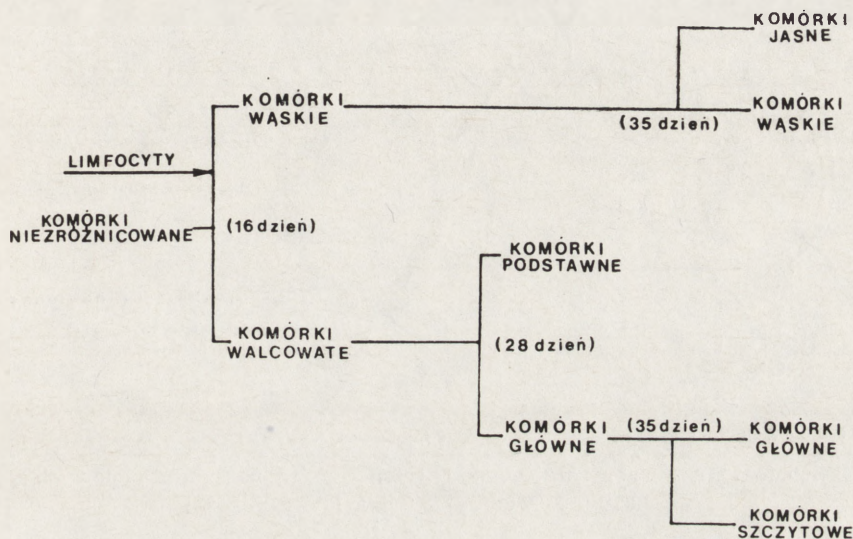 KOMÓRKI
JASNE
KOMÓRKI
WĄSKIE
(35 dzień)
KOMÓRKI
WĄSKIE
LIMFOCYTY
KOMÓRKI
NIEZRÓŻNICOWANE
(16 dzień)
KOMÓRKI
PODSTAWNE
KOMÓRKI
WALCOWATE
(28 dzień)
KOMÓRKI
GŁÓWNE
(35 dzień)
KOMÓRKI
GŁÓWNE
KOMÓRKI
SZCZYTOWE